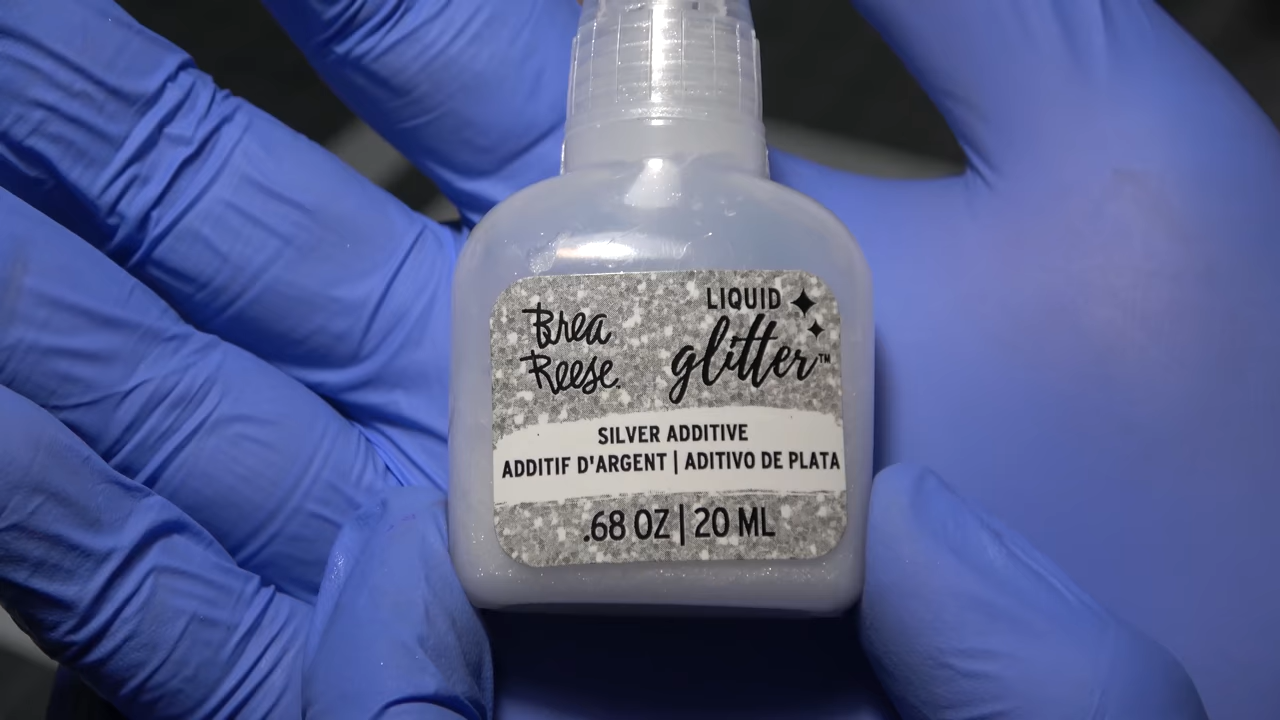 Brea
Reese.
LIQUID
glitter™
SILVER ADDITIVE
ADDITIF D'ARGENT | ADITIVO DE PLATA
.68 OZ | 20 ML